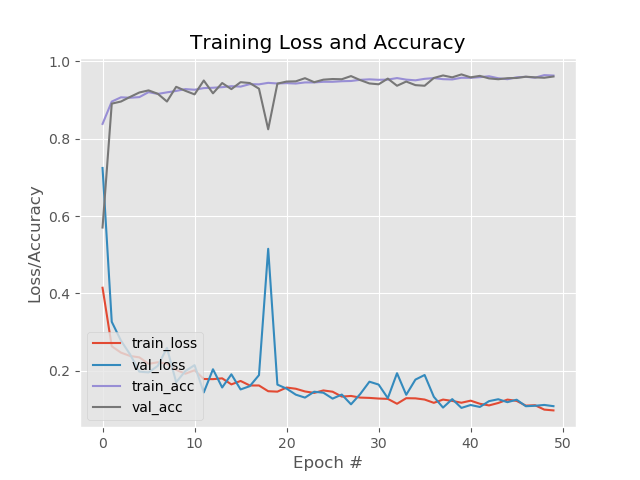 Training Loss and Accuracy
1.0
0.8
0.6
0.4
0.2
Loss/Accuracy
train_loss
val_loss
train_acc
val_acc
0 10 20 30 40 50
Epoch #